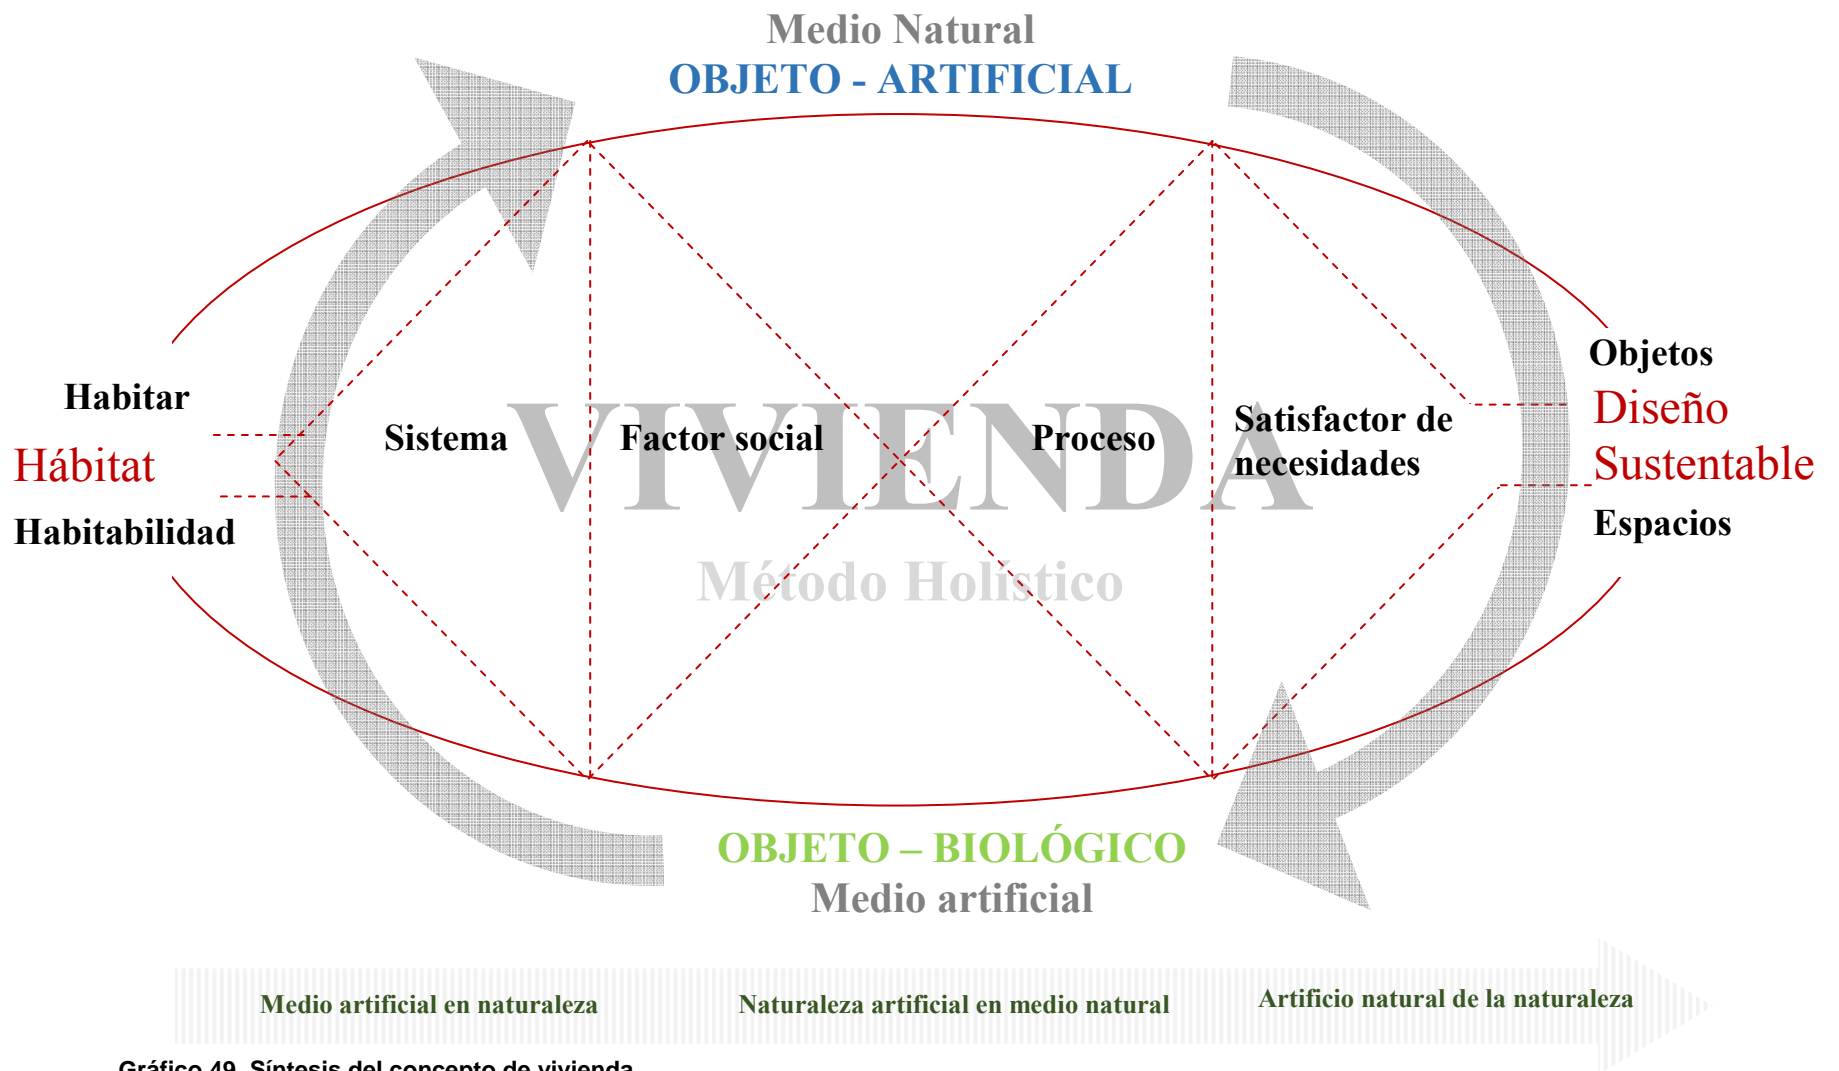 Medio Natural
OBJETO - ARTIFICIAL
Habitar
Hábitat
Habitabilidad
Sistema
Factor social
VIVIENDA
Método Holístico
Proceso
Satisfactor de
necesidades
Objetos
Diseño
Sustentable
Espacios
OBJETO – BIOLÓGICO
Medio artificial
Medio artificial en naturaleza
Naturaleza artificial en medio natural
Artificio natural de la naturaleza
Gráfico 49. Síntesis del concepto de vivienda